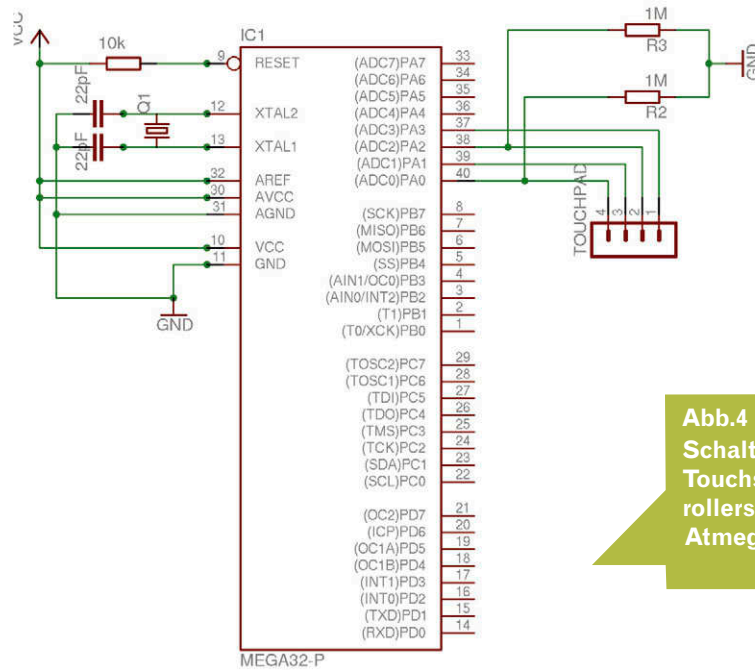 VCC
10k
22pF
22pF
Q1
GND
IC1
9 RESET
12 XTAL2
13 XTAL1
32 AREF
30 AVCC
31 AGND
10 VCC
11 GND
(ADC7)PA7 33
(ADC6)PA6 34
(ADC5)PA5 35
(ADC4)PA4 36
(ADC3)PA3 37
(ADC2)PA2 38
(ADC1)PA1 39
(ADC0)PA0 40
(SCK)PB7 8
(MISO)PB6 7
(MOSI)PB5 6
(SS)PB4 5
(AIN1/OC0)PB3 4
(AIN0/INT2)PB2 3
(T1)PB1 2
(T0/XCK)PB0 1
(TOSC2)PC7 29
(TOSC1)PC6 28
(TDI)PC5 27
(TDO)PC4 26
(TMS)PC3 25
(TCK)PC2 24
(SDA)PC1 23
(SCL)PC0 22
(OC2)PD7 21
(ICP)PD6 20
(OC1A)PD5 19
(OC1B)PD4 18
(INT1)PD3 17
(INT0)PD2 16
(TXD)PD1 15
(RXD)PD0 14
MEGA32-P
1M
R3
1M
R2
GND
TOUCHPAD
4 3 2 1
Abb.4
Schalt
Touchs
rollers
Atmeg